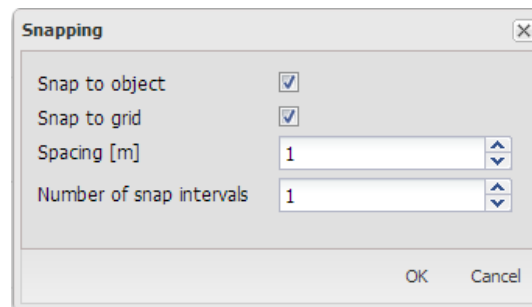 Snapping
Snap to object
Snap to grid
Spacing [m] 1
Number of snap intervals 1
OK Cancel